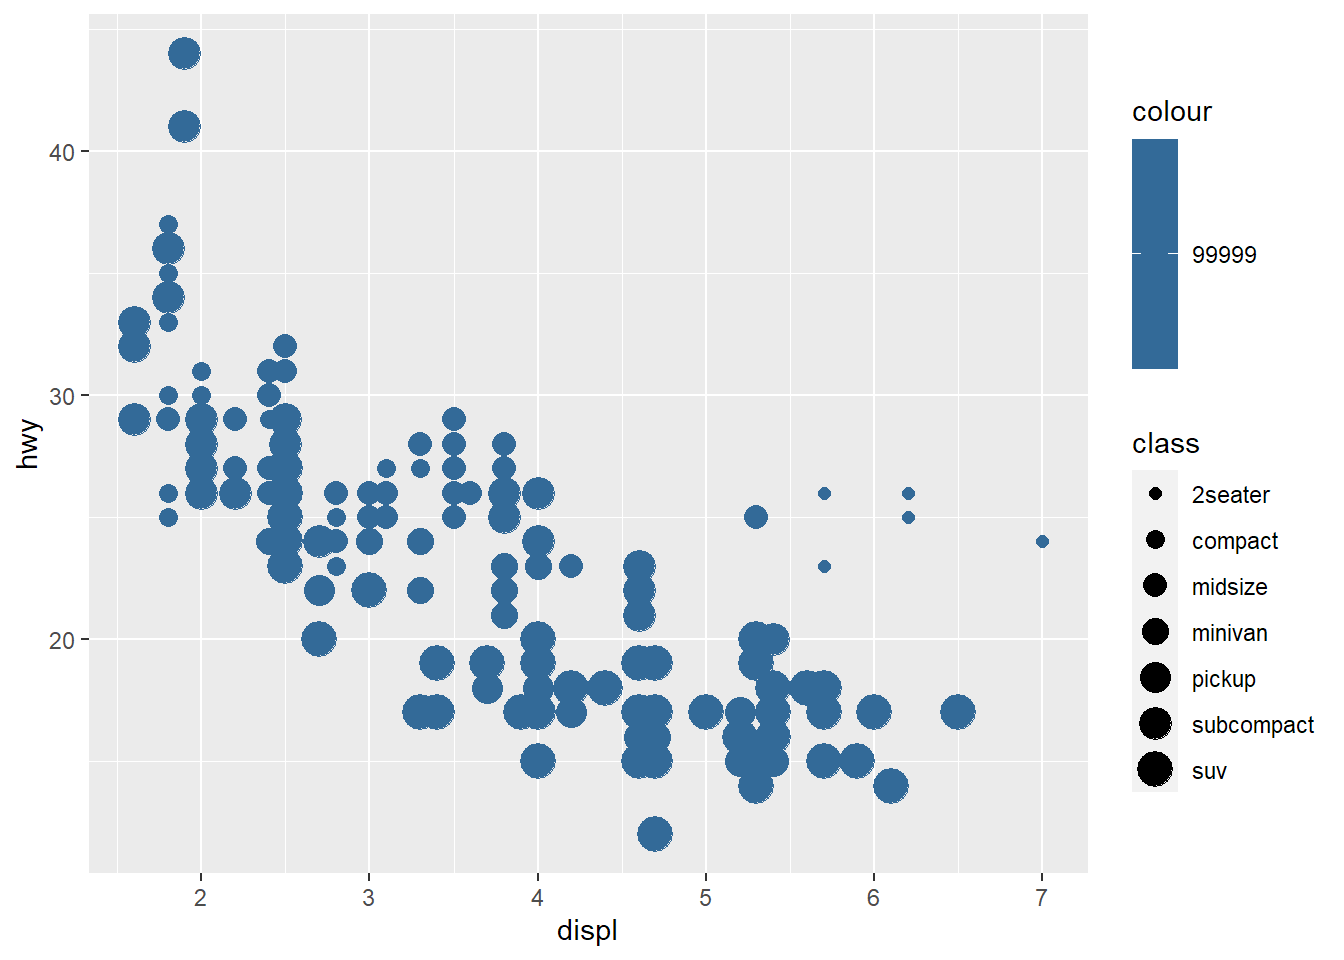 40
30
20
hwy
2 3 4 5 6 7
displ
colour
99999
class
2seater
compact
midsize
minivan
pickup
subcompact
suv